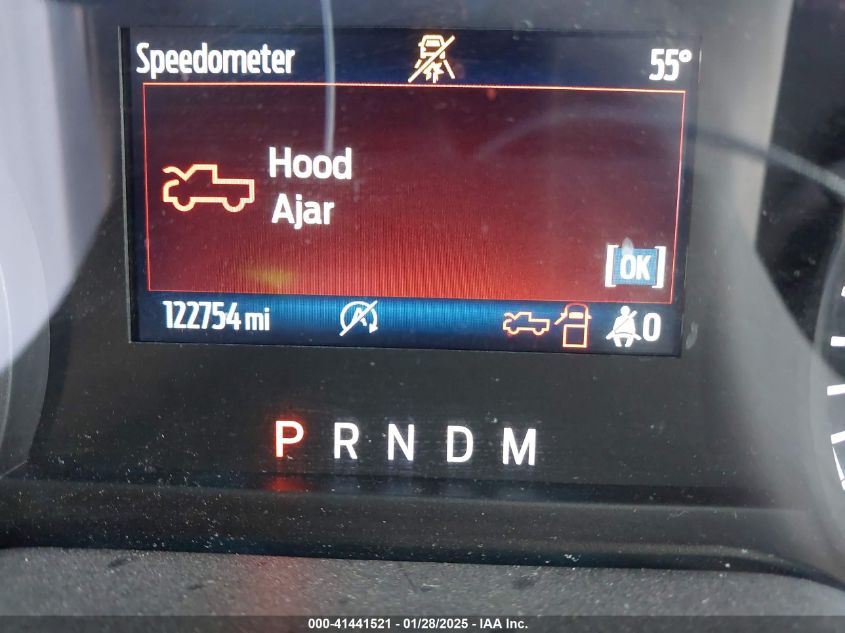 Speedometer 55°
Hood
Ajar
[OK]
122754 mi A 0
P R N D M
000-41441521 / 01/28/2025 - IAA Inc.